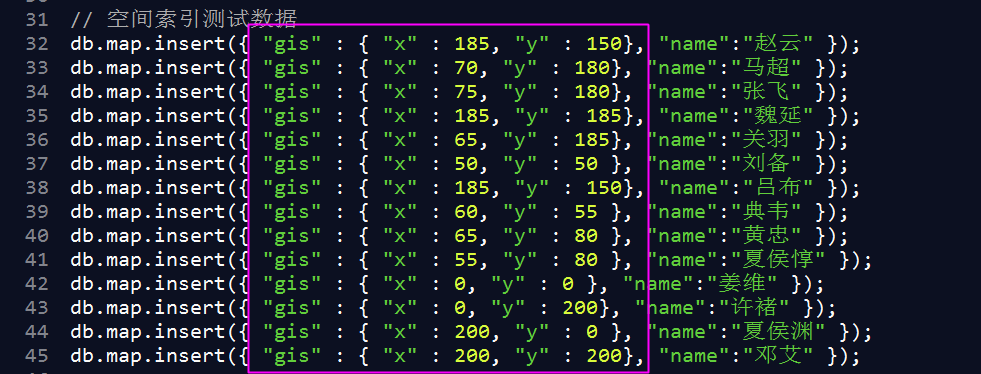 31 // 空间索引测试数据
32 db.map.insert({ "gis" : { "x" : 185, "y" : 150}, "name":"赵云" });
33 db.map.insert({ "gis" : { "x" : 70, "y" : 180}, "name":"马超" });
34 db.map.insert({ "gis" : { "x" : 75, "y" : 180}, "name":"张飞" });
35 db.map.insert({ "gis" : { "x" : 185, "y" : 185}, "name":"魏延" });
36 db.map.insert({ "gis" : { "x" : 65, "y" : 185}, "name":"关羽" });
37 db.map.insert({ "gis" : { "x" : 50, "y" : 50 }, "name":"刘备" });
38 db.map.insert({ "gis" : { "x" : 185, "y" : 150}, "name":"吕布" });
39 db.map.insert({ "gis" : { "x" : 60, "y" : 55 }, "name":"典韦" });
40 db.map.insert({ "gis" : { "x" : 65, "y" : 80 }, "name":"黄忠" });
41 db.map.insert({ "gis" : { "x" : 55, "y" : 80 }, "name":"夏侯惇" });
42 db.map.insert({ "gis" : { "x" : 0, "y" : 0 }, "name":"姜维" });
43 db.map.insert({ "gis" : { "x" : 0, "y" : 200}, "name":"许褚" });
44 db.map.insert({ "gis" : { "x" : 200, "y" : 0 }, "name":"夏侯渊" });
45 db.map.insert({ "gis" : { "x" : 200, "y" : 200}, "name":"邓艾" });